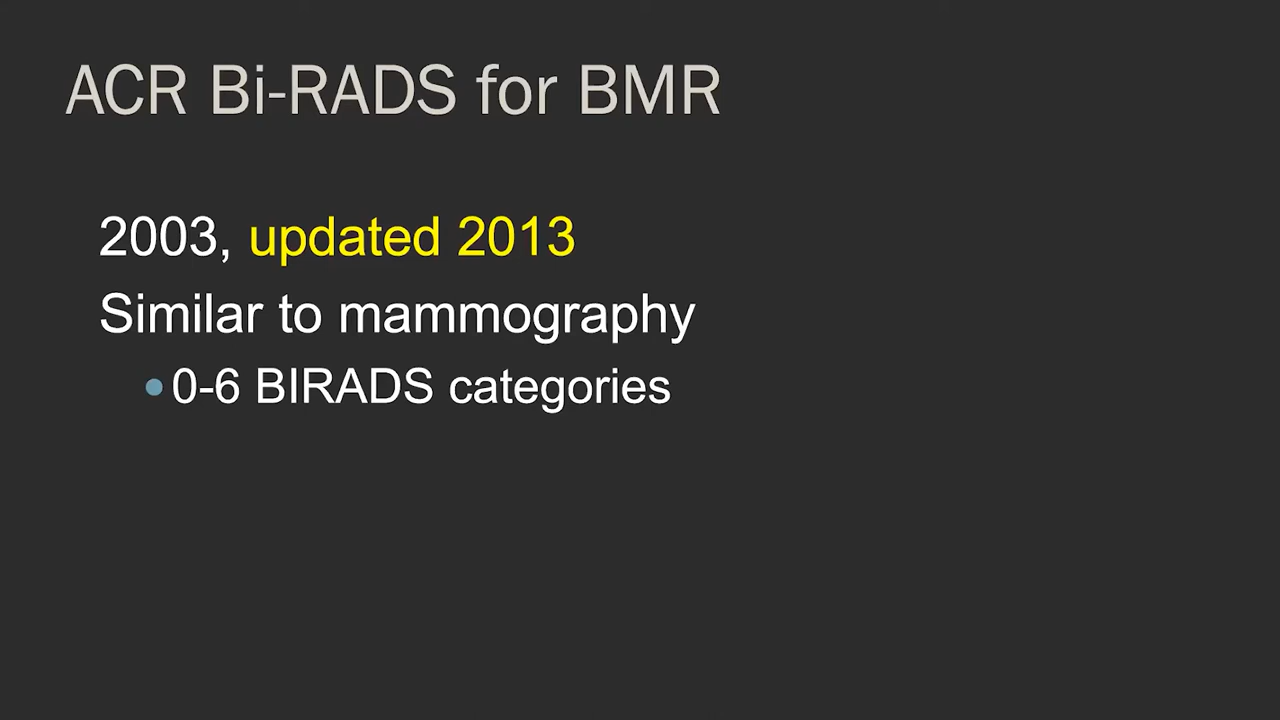 ACR Bi-RADS for BMR
2003, updated 2013
Similar to mammography
•0-6 BIRADS categories